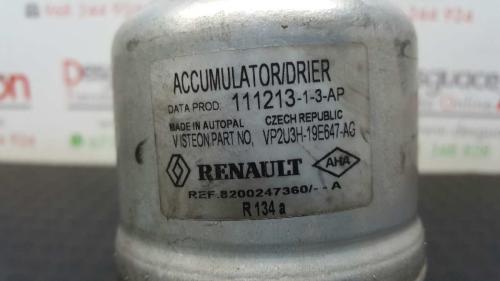 ACCUMULATOR/DRIER
DATA PROD. 111213-1-3-AP
MADE IN AUTOPAL CZECH REPUBLIC
VISTEON PART NO, VP2U3H-19E647-AG
RENAULT AHA
REF.8200247360/--A
R 134 a